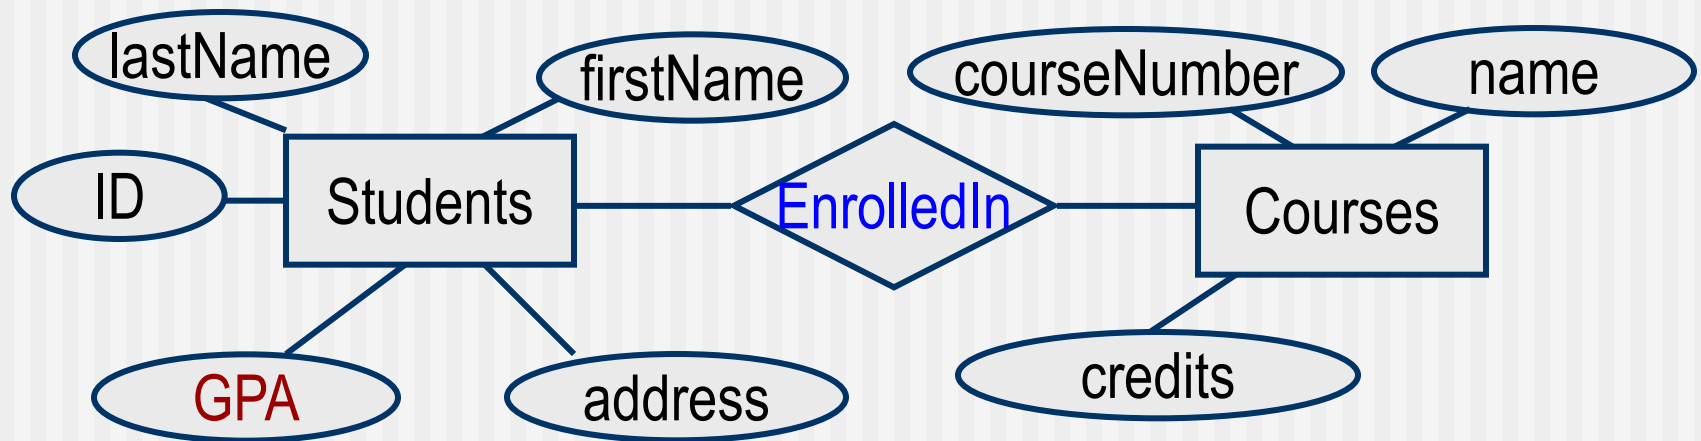 lastName
firstName
courseNumber
name
ID
Students
EnrolledIn
Courses
GPA
address
credits